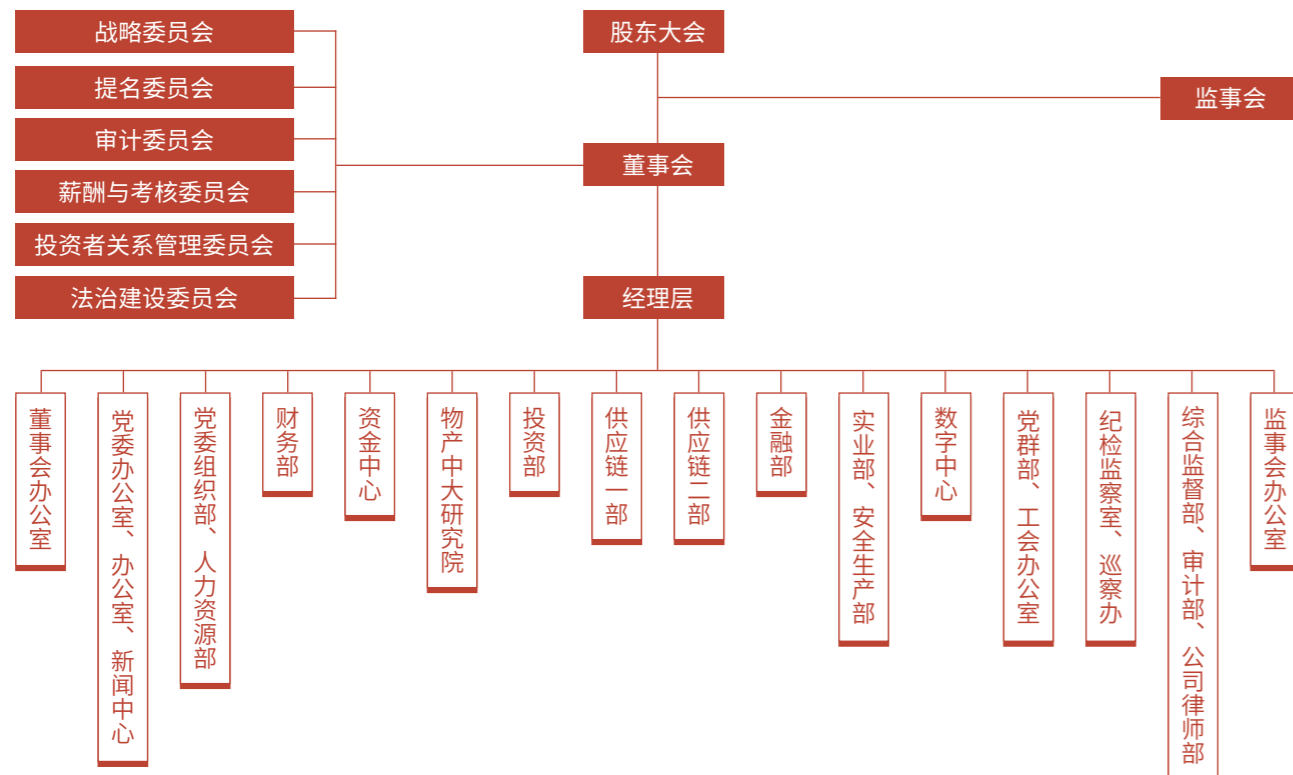 战略委员会
提名委员会
审计委员会
薪酬与考核委员会
投资者关系管理委员会
法治建设委员会
股东大会
监事会
董事会
经理层
董事会办公室
党委办公室、办公室、新闻中心
党委组织部、人力资源部
财务部
资金中心
物产中大研究院
投资部
供应链一部
供应链二部
金融部
实业部、安全生产部
数字中心
党群部、工会办公室
纪检监察室、巡察办
综合监督部、审计部、公司律师部
监事会办公室